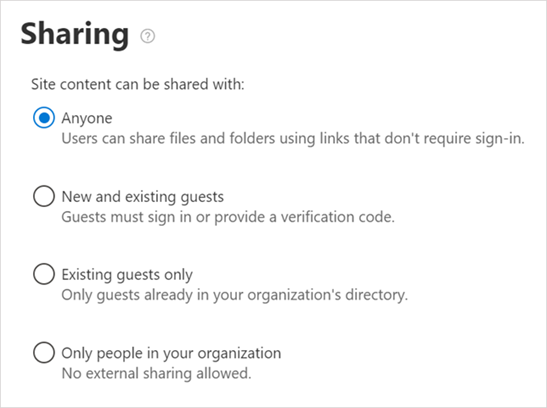 Sharing
Site content can be shared with:
Anyone
Users can share files and folders using links that don't require sign-in.
New and existing guests
Guests must sign in or provide a verification code.
Existing guests only
Only guests already in your organization's directory.
Only people in your organization
No external sharing allowed.